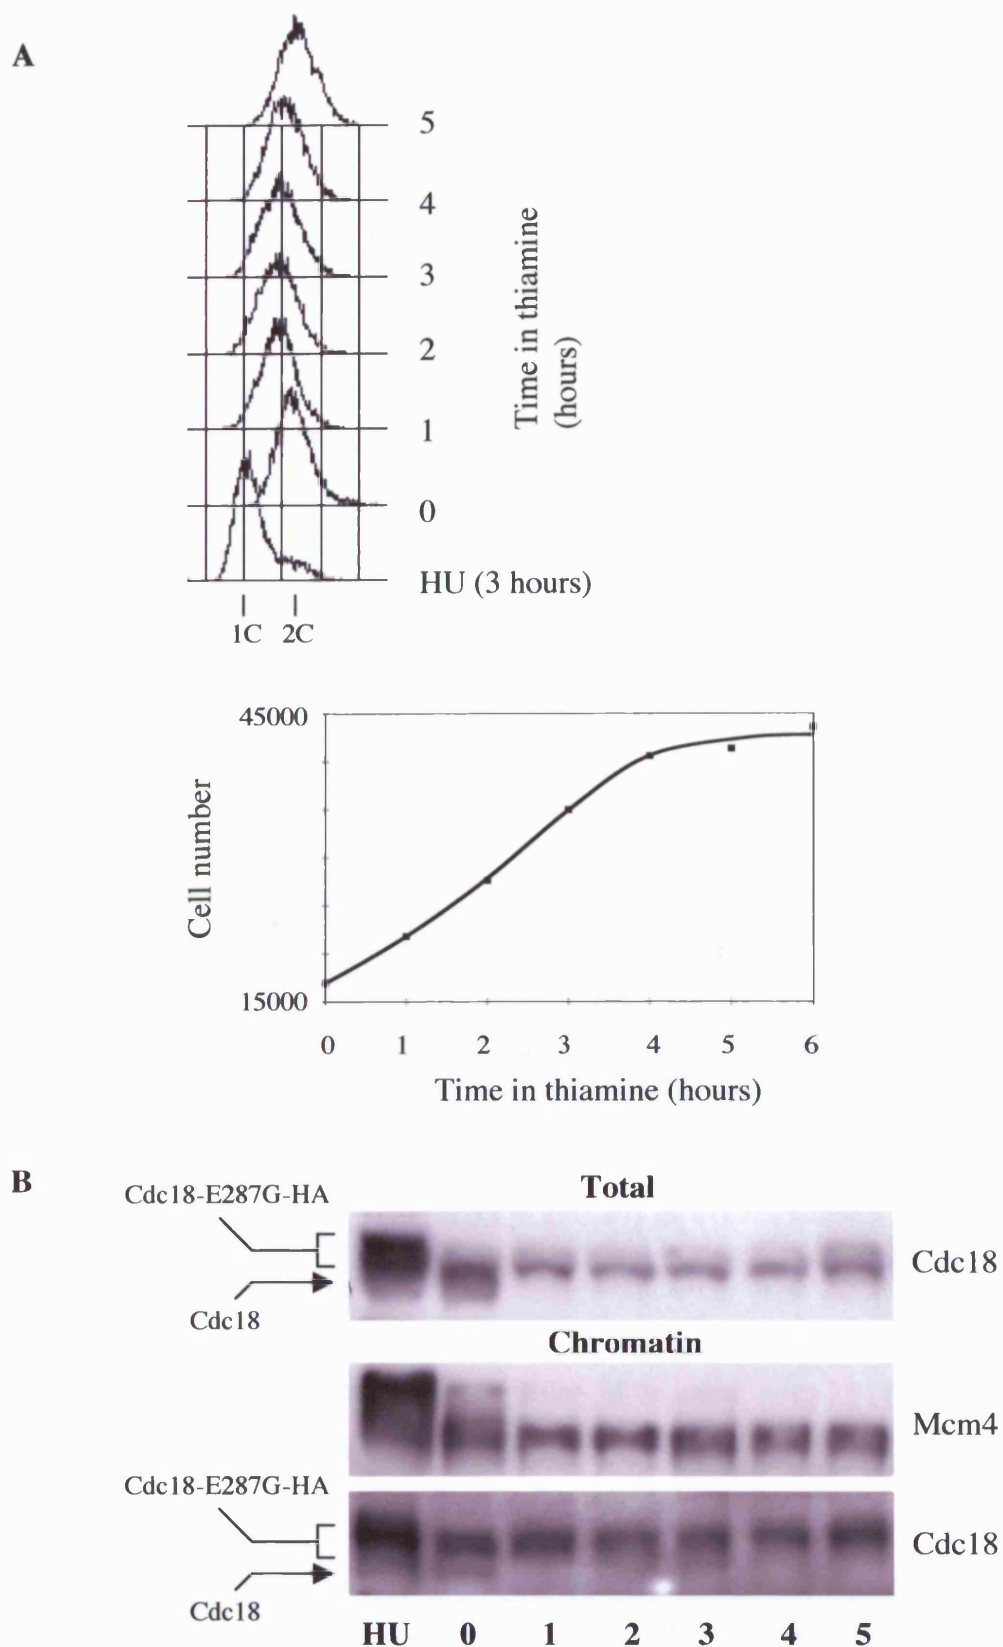 A
5
4
3
2
1
0
HU (3 hours)
Time in thiamine
(hours)
1C 2C
45000
15000
Cell number
0 1 2 3 4 5 6
Time in thiamine (hours)
B
Total
Cdc18-E287G-HA
Cdc18
Cdc18
Chromatin
Mcm4
Cdc18-E287G-HA
Cdc18
Cdc18
HU 0 1 2 3 4 5